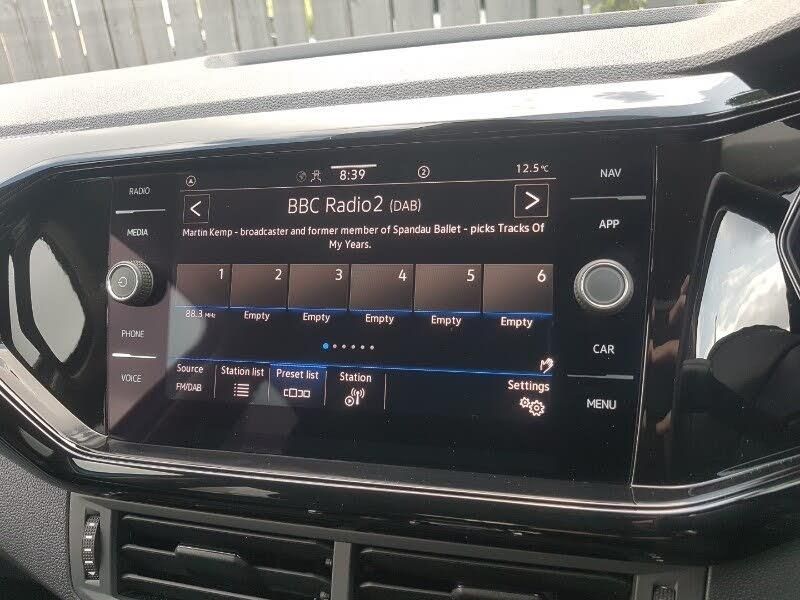 RADIO
MEDIA
PHONE
VOICE
8:39
2
12.5°C
<
BBC Radio2 (DAB)
>
Martin Kemp - broadcaster and former member of Spandau Ballet - picks Tracks Of
My Years.
1 2 3 4 5 6
88.3 MHz Empty Empty Empty Empty Empty
Source Station list Preset list Station Settings
FM/DAB
NAV
APP
CAR
MENU